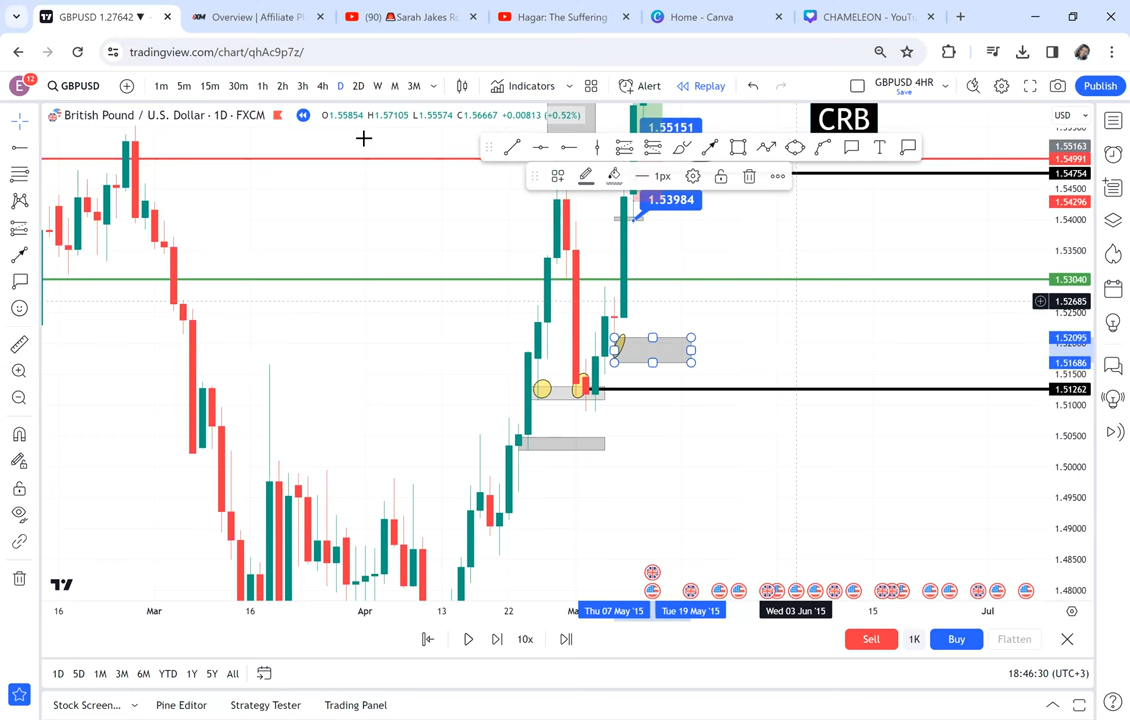 GBPUSD 1.27642 ▼
Overview | Affiliate P
(90) 🚨Sarah Jakes Ro
Hagar: The Suffering
Home - Canva
CHAMELEON - YouTu
tradingview.com/chart/qhAc9p7z/
E 12
GBPUSD
1m 5m 15m 30m 1h 2h 3h 4h D 2D W M 3M
Indicators
Alert
Replay
GBPUSD 4HR
Save
Publish
British Pound / U.S. Dollar · 1D · FXCM
O1.55854 H1.57105 L1.55574 C1.56667 +0.00813 (+0.52%)
CRB
USD
1.55151
1px
1.53984
1.55163
1.54991
1.54754
1.54500
1.54296
1.54000
1.53500
1.53040
1.52685
1.52500
1.52095
1.51686
1.51500
1.51262
1.51000
1.50500
1.50000
1.49500
1.49000
1.48500
1.48000
16 Mar 16 Apr 13 22 Thu 07 May '15 Tue 19 May '15 Wed 03 Jun '15 15 Jul
10x
Sell 1K Buy Flatten
1D 5D 1M 3M 6M YTD 1Y 5Y All
18:46:30 (UTC+3)
Stock Screen... Pine Editor Strategy Tester Trading Panel